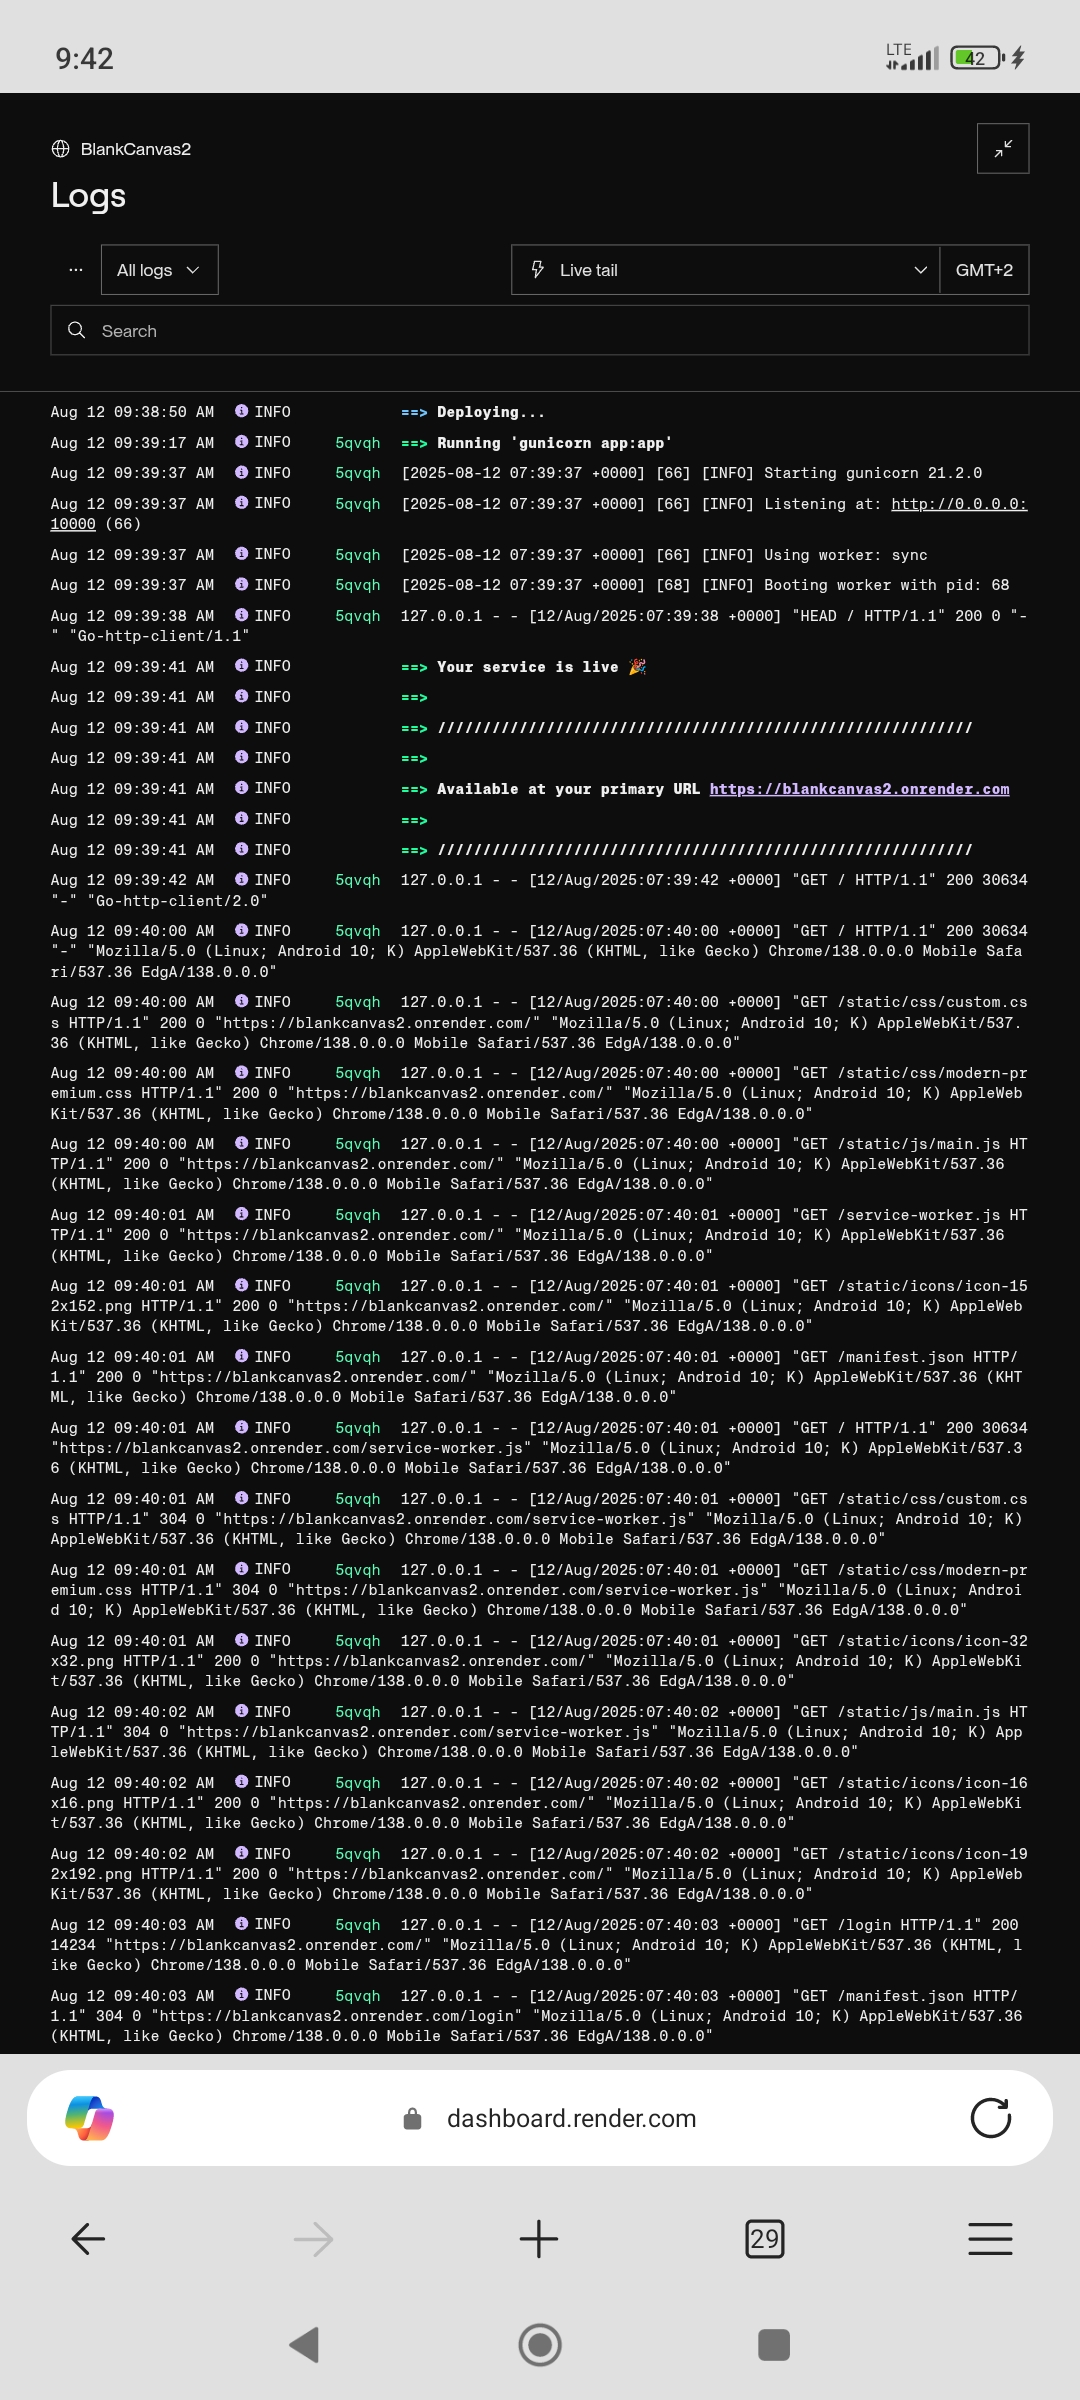 9:42
LTE
42
BlankCanvas2
Logs
··· All logs Live tail GMT+2
Search
Aug 12 09:38:50 AM INFO ==> Deploying...
Aug 12 09:39:17 AM INFO 5qvqh ==> Running 'gunicorn app:app'
Aug 12 09:39:37 AM INFO 5qvqh [2025-08-12 07:39:37 +0000] [66] [INFO] Starting gunicorn 21.2.0
Aug 12 09:39:37 AM INFO 5qvqh [2025-08-12 07:39:37 +0000] [66] [INFO] Listening at: http://0.0.0.0:
10000 (66)
Aug 12 09:39:37 AM INFO 5qvqh [2025-08-12 07:39:37 +0000] [66] [INFO] Using worker: sync
Aug 12 09:39:37 AM INFO 5qvqh [2025-08-12 07:39:37 +0000] [68] [INFO] Booting worker with pid: 68
Aug 12 09:39:38 AM INFO 5qvqh 127.0.0.1 - - [12/Aug/2025:07:39:38 +0000] "HEAD / HTTP/1.1" 200 0 "-
" "Go-http-client/1.1"
Aug 12 09:39:41 AM INFO ==> Your service is live 🎉
Aug 12 09:39:41 AM INFO ==>
Aug 12 09:39:41 AM INFO ==> ///////////////////////////////////////////////////////////
Aug 12 09:39:41 AM INFO ==>
Aug 12 09:39:41 AM INFO ==> Available at your primary URL https://blankcanvas2.onrender.com
Aug 12 09:39:41 AM INFO ==>
Aug 12 09:39:41 AM INFO ==> ///////////////////////////////////////////////////////////
Aug 12 09:39:42 AM INFO 5qvqh 127.0.0.1 - - [12/Aug/2025:07:39:42 +0000] "GET / HTTP/1.1" 200 30634
"-" "Go-http-client/2.0"
Aug 12 09:40:00 AM INFO 5qvqh 127.0.0.1 - - [12/Aug/2025:07:40:00 +0000] "GET / HTTP/1.1" 200 30634
"-" "Mozilla/5.0 (Linux; Android 10; K) AppleWebKit/537.36 (KHTML, like Gecko) Chrome/138.0.0.0 Mobile Safa
ri/537.36 EdgA/138.0.0.0"
Aug 12 09:40:00 AM INFO 5qvqh 127.0.0.1 - - [12/Aug/2025:07:40:00 +0000] "GET /static/css/custom.cs
s HTTP/1.1" 200 0 "https://blankcanvas2.onrender.com/" "Mozilla/5.0 (Linux; Android 10; K) AppleWebKit/537.
36 (KHTML, like Gecko) Chrome/138.0.0.0 Mobile Safari/537.36 EdgA/138.0.0.0"
Aug 12 09:40:00 AM INFO 5qvqh 127.0.0.1 - - [12/Aug/2025:07:40:00 +0000] "GET /static/css/modern-pr
emium.css HTTP/1.1" 200 0 "https://blankcanvas2.onrender.com/" "Mozilla/5.0 (Linux; Android 10; K) AppleWeb
Kit/537.36 (KHTML, like Gecko) Chrome/138.0.0.0 Mobile Safari/537.36 EdgA/138.0.0.0"
Aug 12 09:40:00 AM INFO 5qvqh 127.0.0.1 - - [12/Aug/2025:07:40:00 +0000] "GET /static/js/main.js HT
TP/1.1" 200 0 "https://blankcanvas2.onrender.com/" "Mozilla/5.0 (Linux; Android 10; K) AppleWebKit/537.36
(KHTML, like Gecko) Chrome/138.0.0.0 Mobile Safari/537.36 EdgA/138.0.0.0"
Aug 12 09:40:01 AM INFO 5qvqh 127.0.0.1 - - [12/Aug/2025:07:40:01 +0000] "GET /service-worker.js HT
TP/1.1" 200 0 "https://blankcanvas2.onrender.com/" "Mozilla/5.0 (Linux; Android 10; K) AppleWebKit/537.36
(KHTML, like Gecko) Chrome/138.0.0.0 Mobile Safari/537.36 EdgA/138.0.0.0"
Aug 12 09:40:01 AM INFO 5qvqh 127.0.0.1 - - [12/Aug/2025:07:40:01 +0000] "GET /static/icons/icon-15
2x152.png HTTP/1.1" 200 0 "https://blankcanvas2.onrender.com/" "Mozilla/5.0 (Linux; Android 10; K) AppleWeb
Kit/537.36 (KHTML, like Gecko) Chrome/138.0.0.0 Mobile Safari/537.36 EdgA/138.0.0.0"
Aug 12 09:40:01 AM INFO 5qvqh 127.0.0.1 - - [12/Aug/2025:07:40:01 +0000] "GET /manifest.json HTTP/
1.1" 200 0 "https://blankcanvas2.onrender.com/" "Mozilla/5.0 (Linux; Android 10; K) AppleWebKit/537.36 (KHT
ML, like Gecko) Chrome/138.0.0.0 Mobile Safari/537.36 EdgA/138.0.0.0"
Aug 12 09:40:01 AM INFO 5qvqh 127.0.0.1 - - [12/Aug/2025:07:40:01 +0000] "GET / HTTP/1.1" 200 30634
"https://blankcanvas2.onrender.com/service-worker.js" "Mozilla/5.0 (Linux; Android 10; K) AppleWebKit/537.3
6 (KHTML, like Gecko) Chrome/138.0.0.0 Mobile Safari/537.36 EdgA/138.0.0.0"
Aug 12 09:40:01 AM INFO 5qvqh 127.0.0.1 - - [12/Aug/2025:07:40:01 +0000] "GET /static/css/custom.cs
s HTTP/1.1" 304 0 "https://blankcanvas2.onrender.com/service-worker.js" "Mozilla/5.0 (Linux; Android 10; K)
AppleWebKit/537.36 (KHTML, like Gecko) Chrome/138.0.0.0 Mobile Safari/537.36 EdgA/138.0.0.0"
Aug 12 09:40:01 AM INFO 5qvqh 127.0.0.1 - - [12/Aug/2025:07:40:01 +0000] "GET /static/css/modern-pr
emium.css HTTP/1.1" 304 0 "https://blankcanvas2.onrender.com/service-worker.js" "Mozilla/5.0 (Linux; Androi
d 10; K) AppleWebKit/537.36 (KHTML, like Gecko) Chrome/138.0.0.0 Mobile Safari/537.36 EdgA/138.0.0.0"
Aug 12 09:40:01 AM INFO 5qvqh 127.0.0.1 - - [12/Aug/2025:07:40:01 +0000] "GET /static/icons/icon-32
x32.png HTTP/1.1" 200 0 "https://blankcanvas2.onrender.com/" "Mozilla/5.0 (Linux; Android 10; K) AppleWebKi
t/537.36 (KHTML, like Gecko) Chrome/138.0.0.0 Mobile Safari/537.36 EdgA/138.0.0.0"
Aug 12 09:40:02 AM INFO 5qvqh 127.0.0.1 - - [12/Aug/2025:07:40:02 +0000] "GET /static/js/main.js HT
TP/1.1" 304 0 "https://blankcanvas2.onrender.com/service-worker.js" "Mozilla/5.0 (Linux; Android 10; K) App
leWebKit/537.36 (KHTML, like Gecko) Chrome/138.0.0.0 Mobile Safari/537.36 EdgA/138.0.0.0"
Aug 12 09:40:02 AM INFO 5qvqh 127.0.0.1 - - [12/Aug/2025:07:40:02 +0000] "GET /static/icons/icon-16
x16.png HTTP/1.1" 200 0 "https://blankcanvas2.onrender.com/" "Mozilla/5.0 (Linux; Android 10; K) AppleWebKi
t/537.36 (KHTML, like Gecko) Chrome/138.0.0.0 Mobile Safari/537.36 EdgA/138.0.0.0"
Aug 12 09:40:02 AM INFO 5qvqh 127.0.0.1 - - [12/Aug/2025:07:40:02 +0000] "GET /static/icons/icon-19
2x192.png HTTP/1.1" 200 0 "https://blankcanvas2.onrender.com/" "Mozilla/5.0 (Linux; Android 10; K) AppleWeb
Kit/537.36 (KHTML, like Gecko) Chrome/138.0.0.0 Mobile Safari/537.36 EdgA/138.0.0.0"
Aug 12 09:40:03 AM INFO 5qvqh 127.0.0.1 - - [12/Aug/2025:07:40:03 +0000] "GET /login HTTP/1.1" 200
14234 "https://blankcanvas2.onrender.com/" "Mozilla/5.0 (Linux; Android 10; K) AppleWebKit/537.36 (KHTML, l
ike Gecko) Chrome/138.0.0.0 Mobile Safari/537.36 EdgA/138.0.0.0"
Aug 12 09:40:03 AM INFO 5qvqh 127.0.0.1 - - [12/Aug/2025:07:40:03 +0000] "GET /manifest.json HTTP/
1.1" 304 0 "https://blankcanvas2.onrender.com/login" "Mozilla/5.0 (Linux; Android 10; K) AppleWebKit/537.36
(KHTML, like Gecko) Chrome/138.0.0.0 Mobile Safari/537.36 EdgA/138.0.0.0"
dashboard.render.com
29